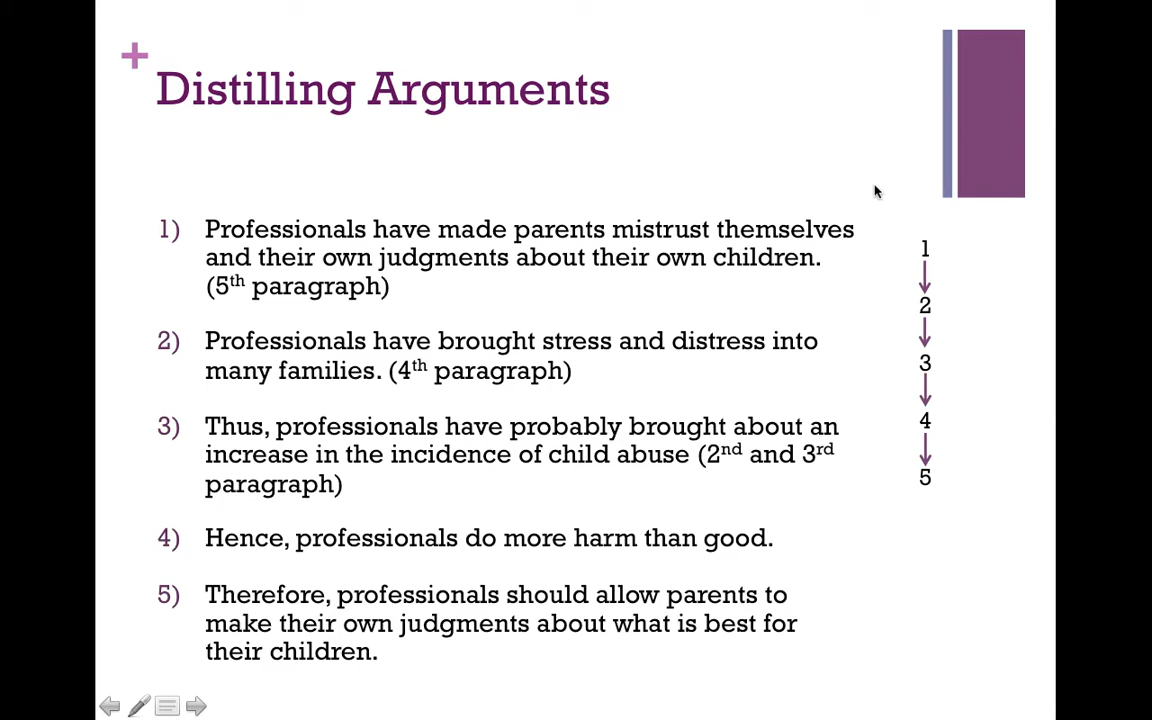 +
Distilling Arguments
1) Professionals have made parents mistrust themselves
and their own judgments about their own children.
(5th paragraph)
2) Professionals have brought stress and distress into
many families. (4th paragraph)
3) Thus, professionals have probably brought about an
increase in the incidence of child abuse (2nd and 3rd
paragraph)
4) Hence, professionals do more harm than good.
5) Therefore, professionals should allow parents to
make their own judgments about what is best for
their children.
1
2
3
4
5